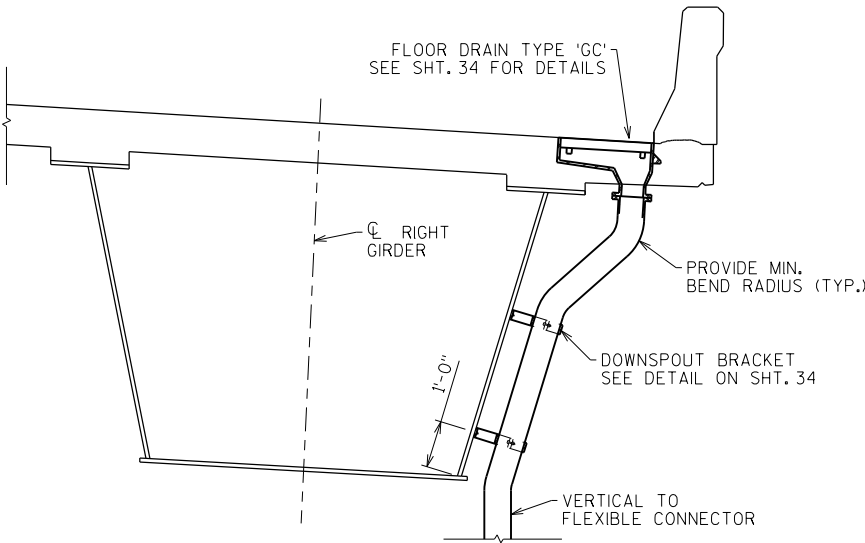 FLOOR DRAIN TYPE 'GC'
SEE SHT. 34 FOR DETAILS
℄ RIGHT
GIRDER
PROVIDE MIN.
BEND RADIUS (TYP.)
DOWNSPOUT BRACKET
SEE DETAIL ON SHT. 34
1'-0"
VERTICAL TO
FLEXIBLE CONNECTOR